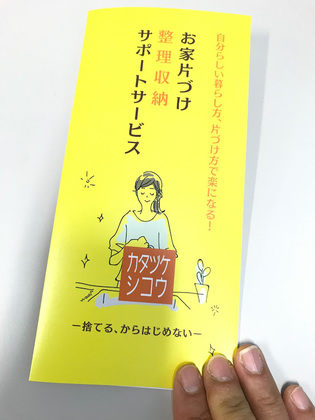 自分らしい暮らし方、片づけ方で楽になる！
お家片づけ
整理収納
サポートサービス
カタツケ
シコウ
ー捨てる、からはじめないー